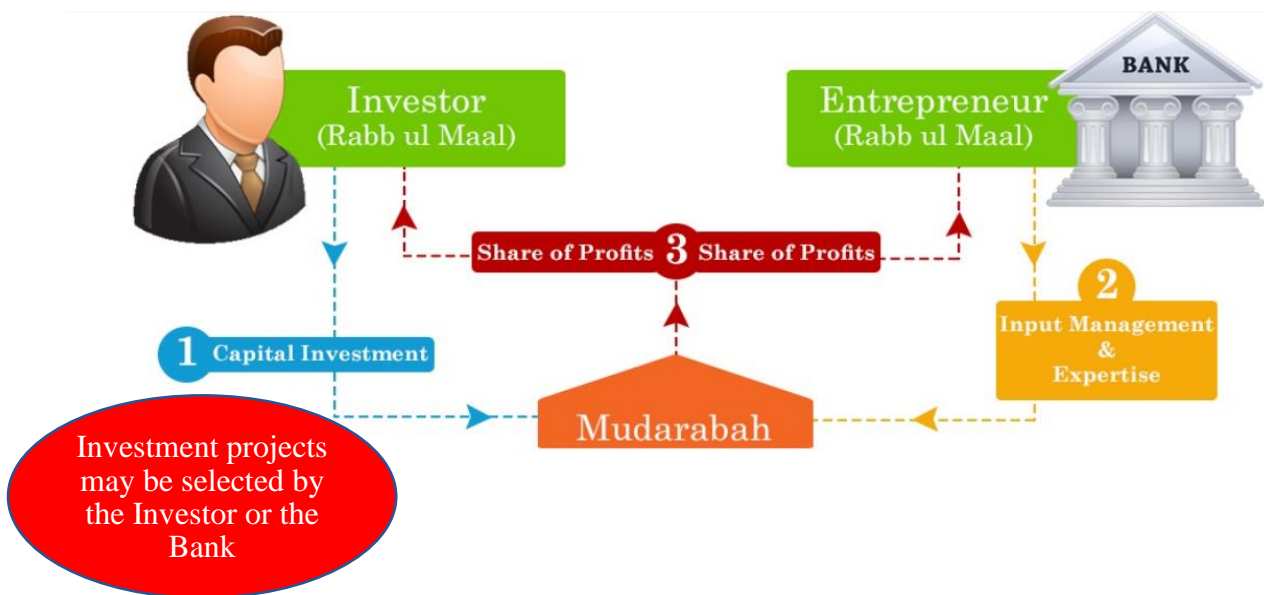 Investor
(Rabb ul Maal)
Entrepreneur
(Rabb ul Maal)
BANK
Share of Profits 3 Share of Profits
1 Capital Investment
2
Input Management
&
Expertise
Mudarabah
Investment projects
may be selected by
the Investor or the
Bank